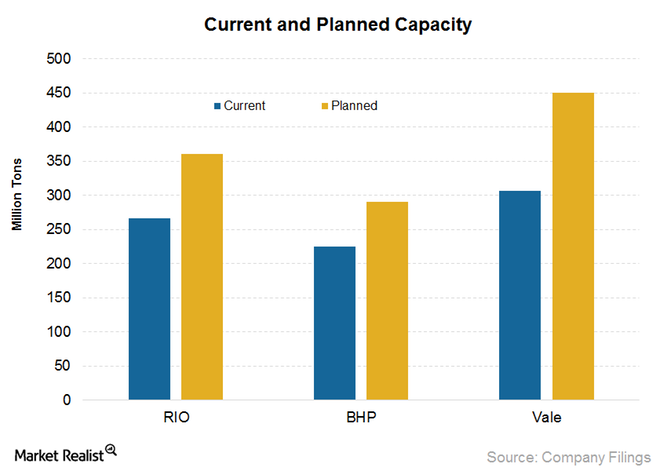 Current and Planned Capacity
500
450
400
350
300
250
200
150
100
50
0
Million Tons
Current Planned
RIO BHP Vale
Market Realist
Source: Company Filings